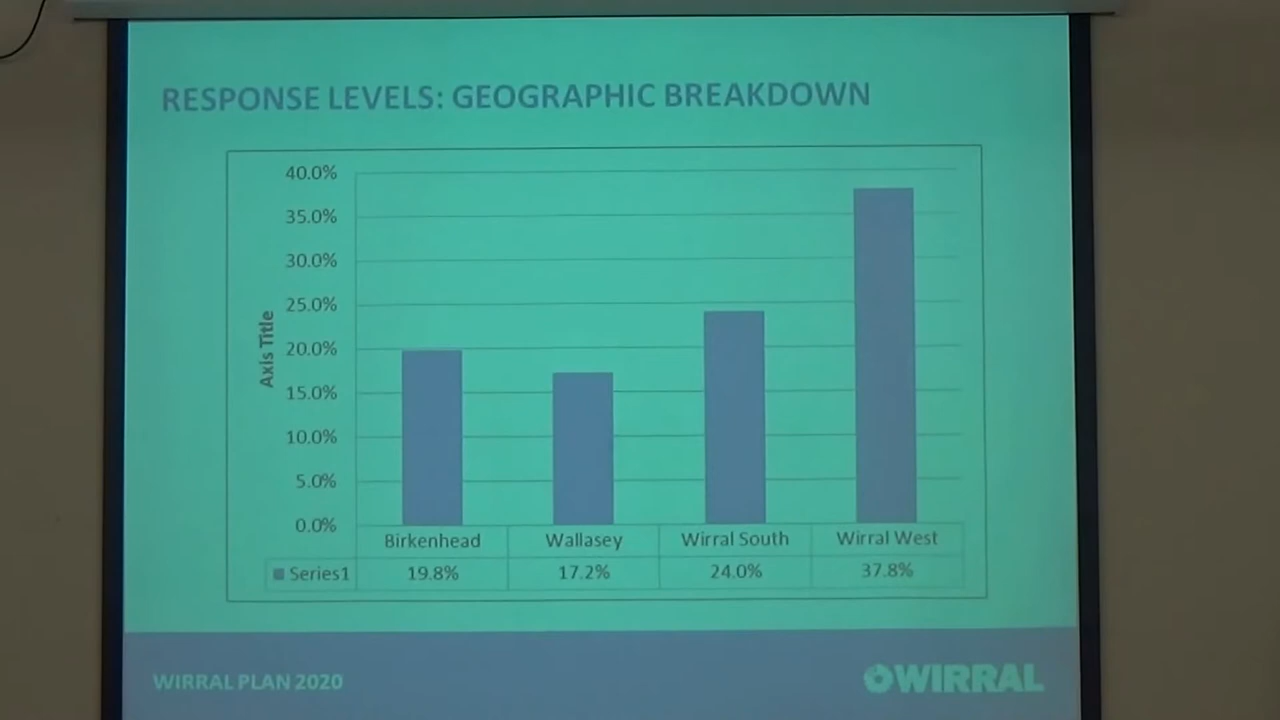 RESPONSE LEVELS: GEOGRAPHIC BREAKDOWN
40.0%
35.0%
30.0%
25.0%
20.0%
15.0%
10.0%
5.0%
0.0%
Axis Title
Birkenhead Wallasey Wirral South Wirral West
Series1 19.8% 17.2% 24.0% 37.8%
WIRRAL PLAN 2020
WIRRAL